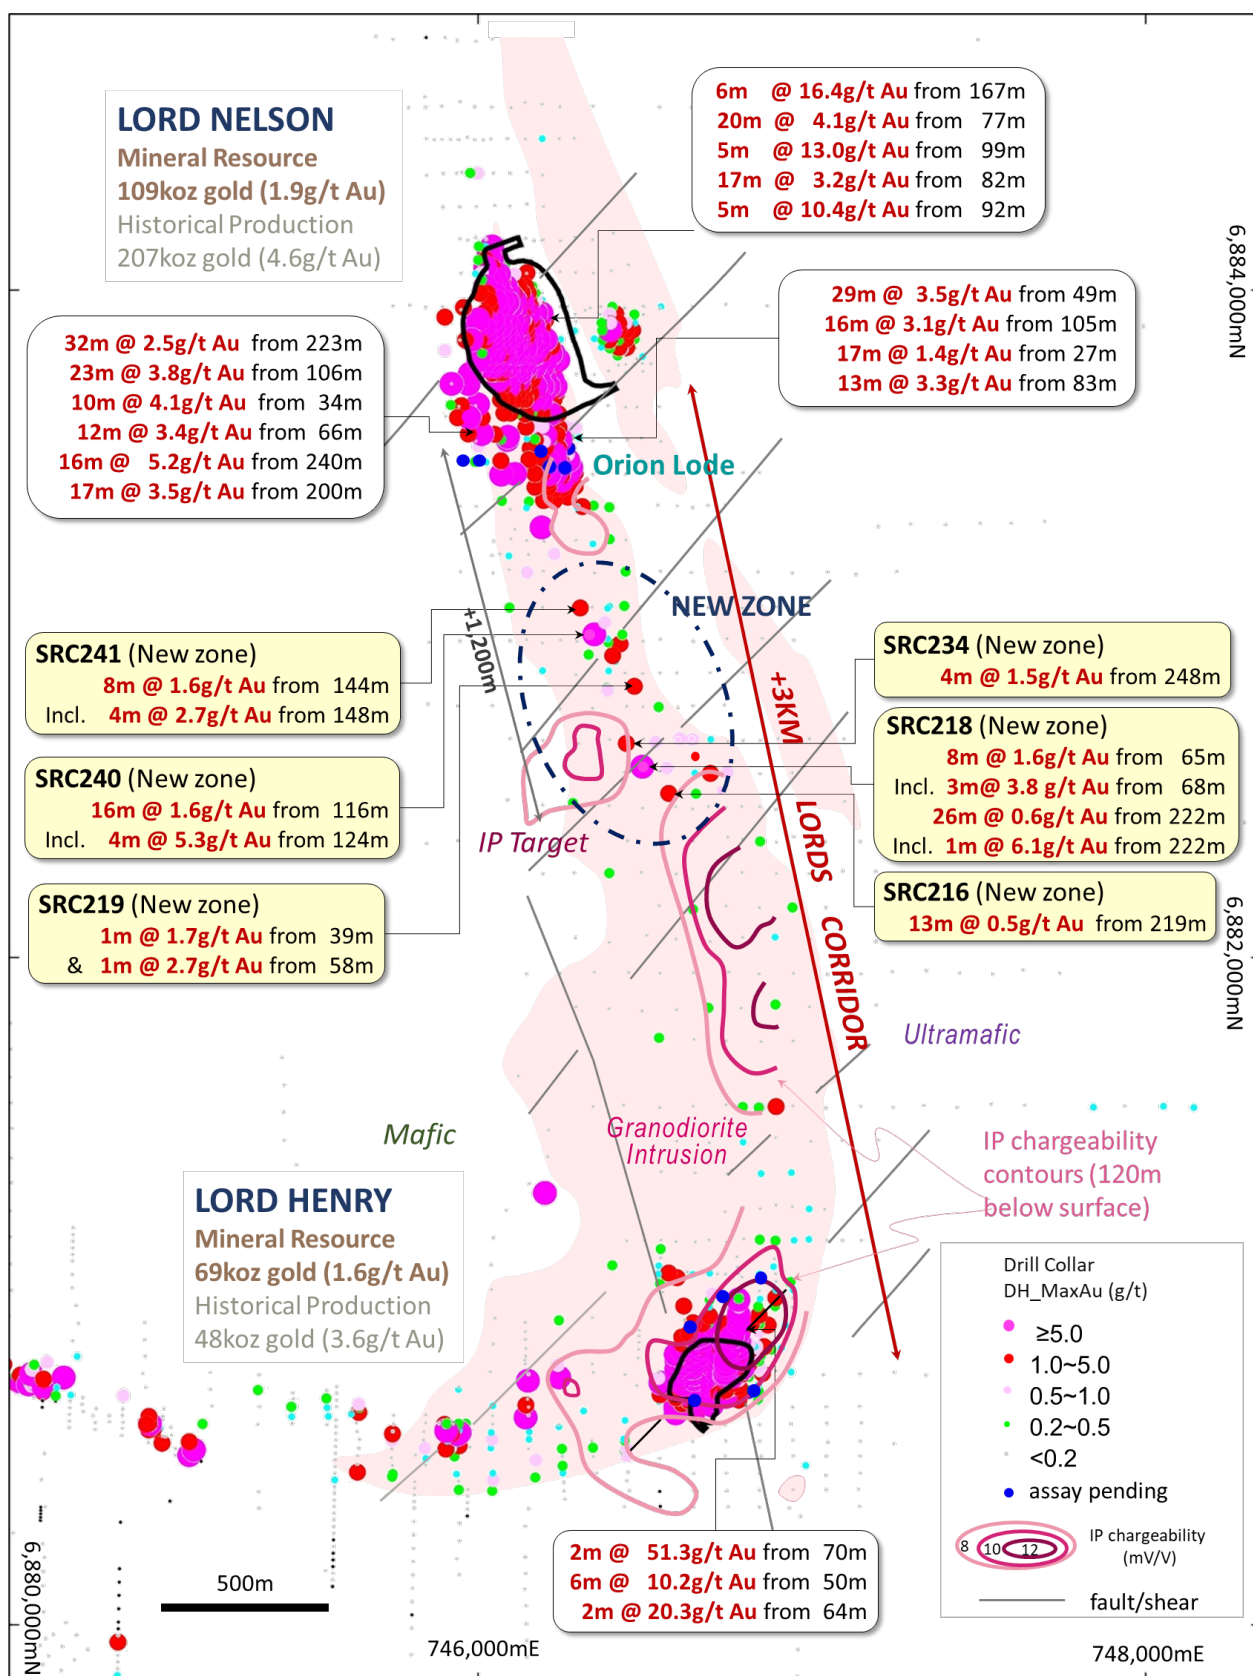 LORD NELSON
Mineral Resource
109koz gold (1.9g/t Au)
Historical Production
207koz gold (4.6g/t Au)
6m @ 16.4g/t Au from 167m
20m @ 4.1g/t Au from 77m
5m @ 13.0g/t Au from 99m
17m @ 3.2g/t Au from 82m
5m @ 10.4g/t Au from 92m
6,884,000mN
29m @ 3.5g/t Au from 49m
16m @ 3.1g/t Au from 105m
17m @ 1.4g/t Au from 27m
13m @ 3.3g/t Au from 83m
32m @ 2.5g/t Au from 223m
23m @ 3.8g/t Au from 106m
10m @ 4.1g/t Au from 34m
12m @ 3.4g/t Au from 66m
16m @ 5.2g/t Au from 240m
17m @ 3.5g/t Au from 200m
Orion Lode
NEW ZONE
+1,200m
+3KM
LORDS CORRIDOR
SRC241 (New zone)
8m @ 1.6g/t Au from 144m
Incl. 4m @ 2.7g/t Au from 148m
SRC240 (New zone)
16m @ 1.6g/t Au from 116m
Incl. 4m @ 5.3g/t Au from 124m
SRC219 (New zone)
1m @ 1.7g/t Au from 39m
& 1m @ 2.7g/t Au from 58m
SRC234 (New zone)
4m @ 1.5g/t Au from 248m
SRC218 (New zone)
8m @ 1.6g/t Au from 65m
Incl. 3m@ 3.8 g/t Au from 68m
26m @ 0.6g/t Au from 222m
Incl. 1m @ 6.1g/t Au from 222m
SRC216 (New zone)
13m @ 0.5g/t Au from 219m
IP Target
6,882,000mN
Ultramafic
Mafic
Granodiorite
Intrusion
IP chargeability
contours (120m
below surface)
LORD HENRY
Mineral Resource
69koz gold (1.6g/t Au)
Historical Production
48koz gold (3.6g/t Au)
Drill Collar
DH_MaxAu (g/t)
≥5.0
1.0~5.0
0.5~1.0
0.2~0.5
<0.2
assay pending
8 10 12
IP chargeability
(mV/V)
fault/shear
2m @ 51.3g/t Au from 70m
6m @ 10.2g/t Au from 50m
2m @ 20.3g/t Au from 64m
500m
6,880,000mN
746,000mE
748,000mE